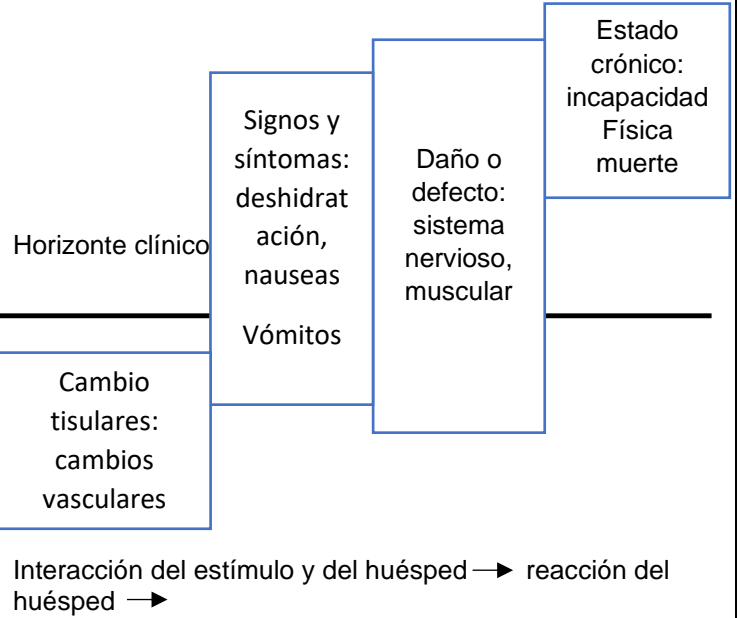 Estado
crónico:
incapacidad
Física
muerte
Signos y
síntomas:
deshidrat
ación,
nauseas
Vómitos
Daño o
defecto:
sistema
nervioso,
muscular
Horizonte clínico
Cambio
tisulares:
cambios
vasculares
Interacción del estímulo y del huésped → reacción del
huésped →